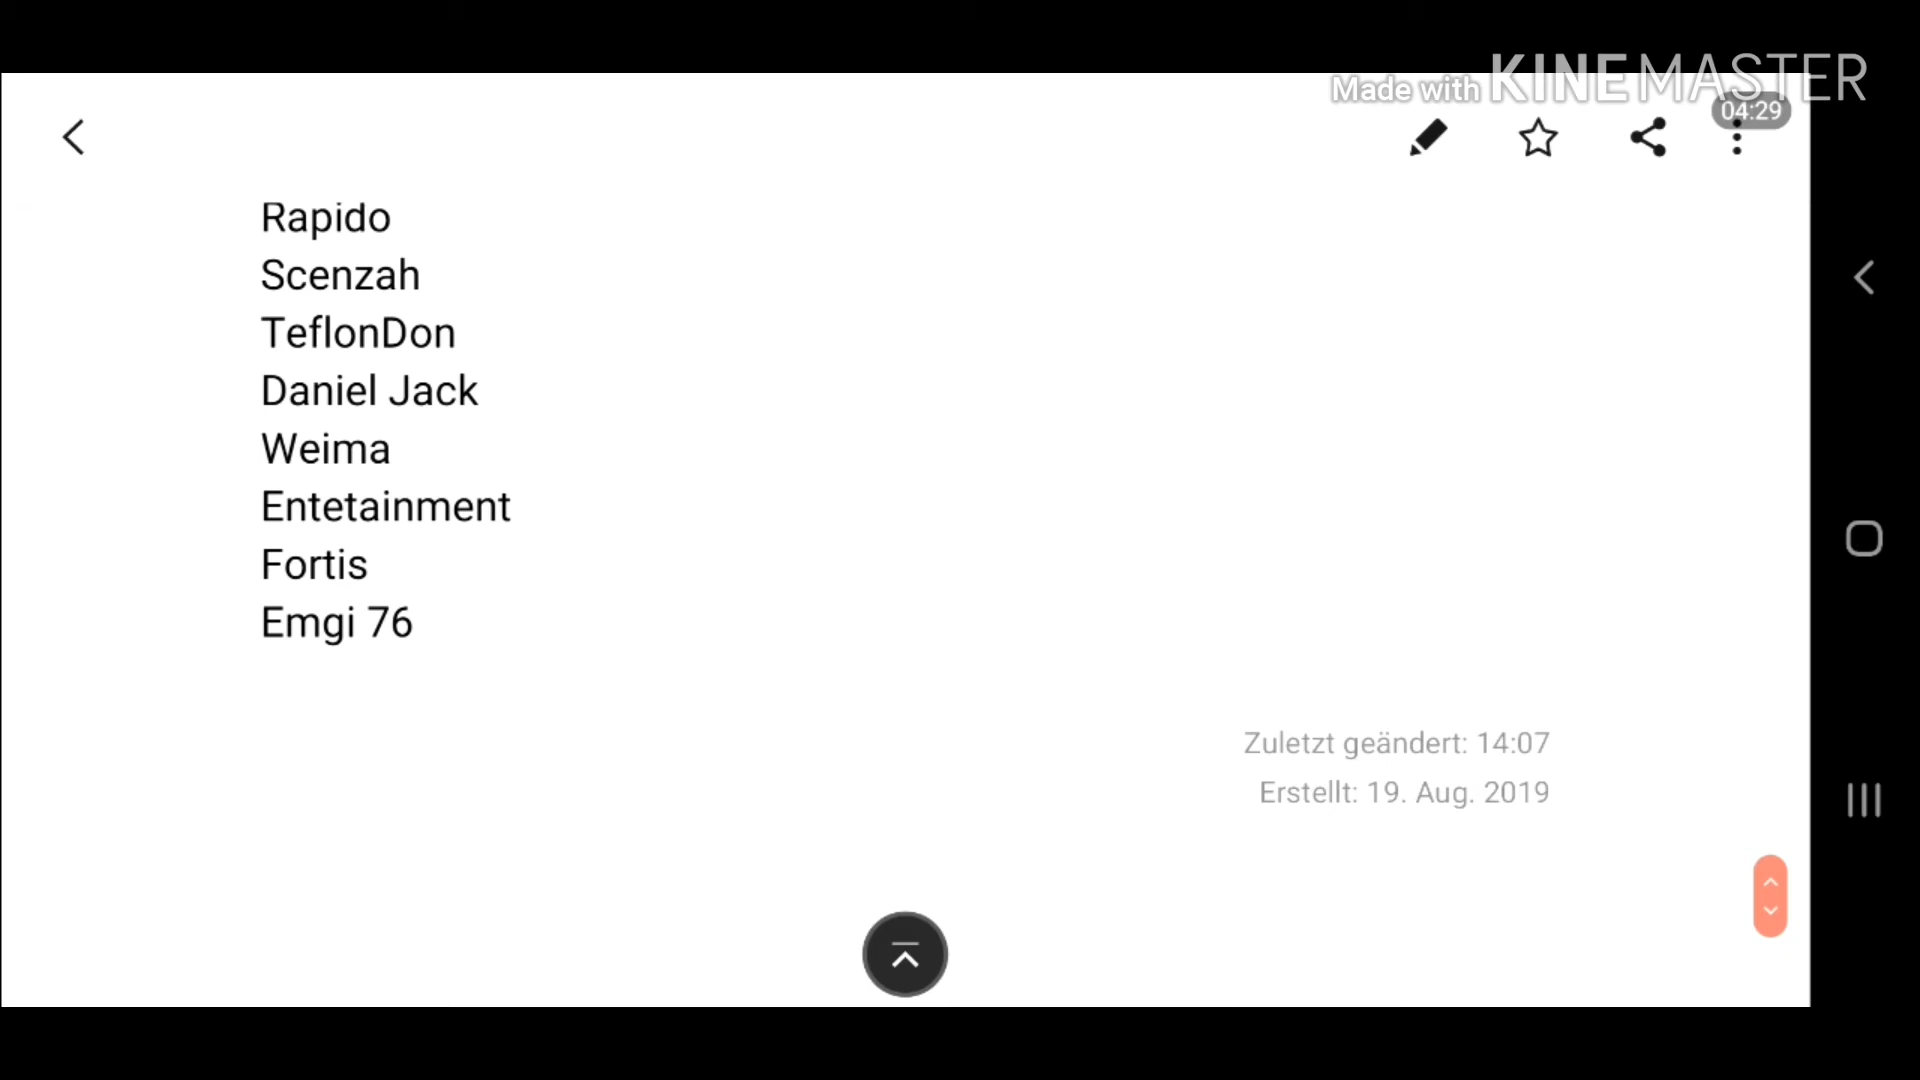 Made with KINEMASTER
04:29
Rapido
Scenzah
TeflonDon
Daniel Jack
Weima
Entetainment
Fortis
Emgi 76
Zuletzt geändert: 14:07
Erstellt: 19. Aug. 2019